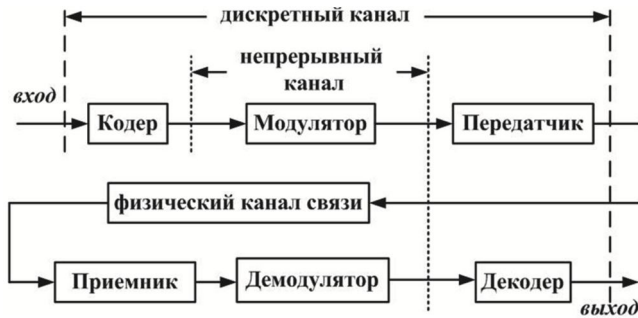 дискретный канал
непрерывный
канал
вход
Кодер Модулятор Передатчик
физический канал связи
Приемник Демодулятор Декодер
выход